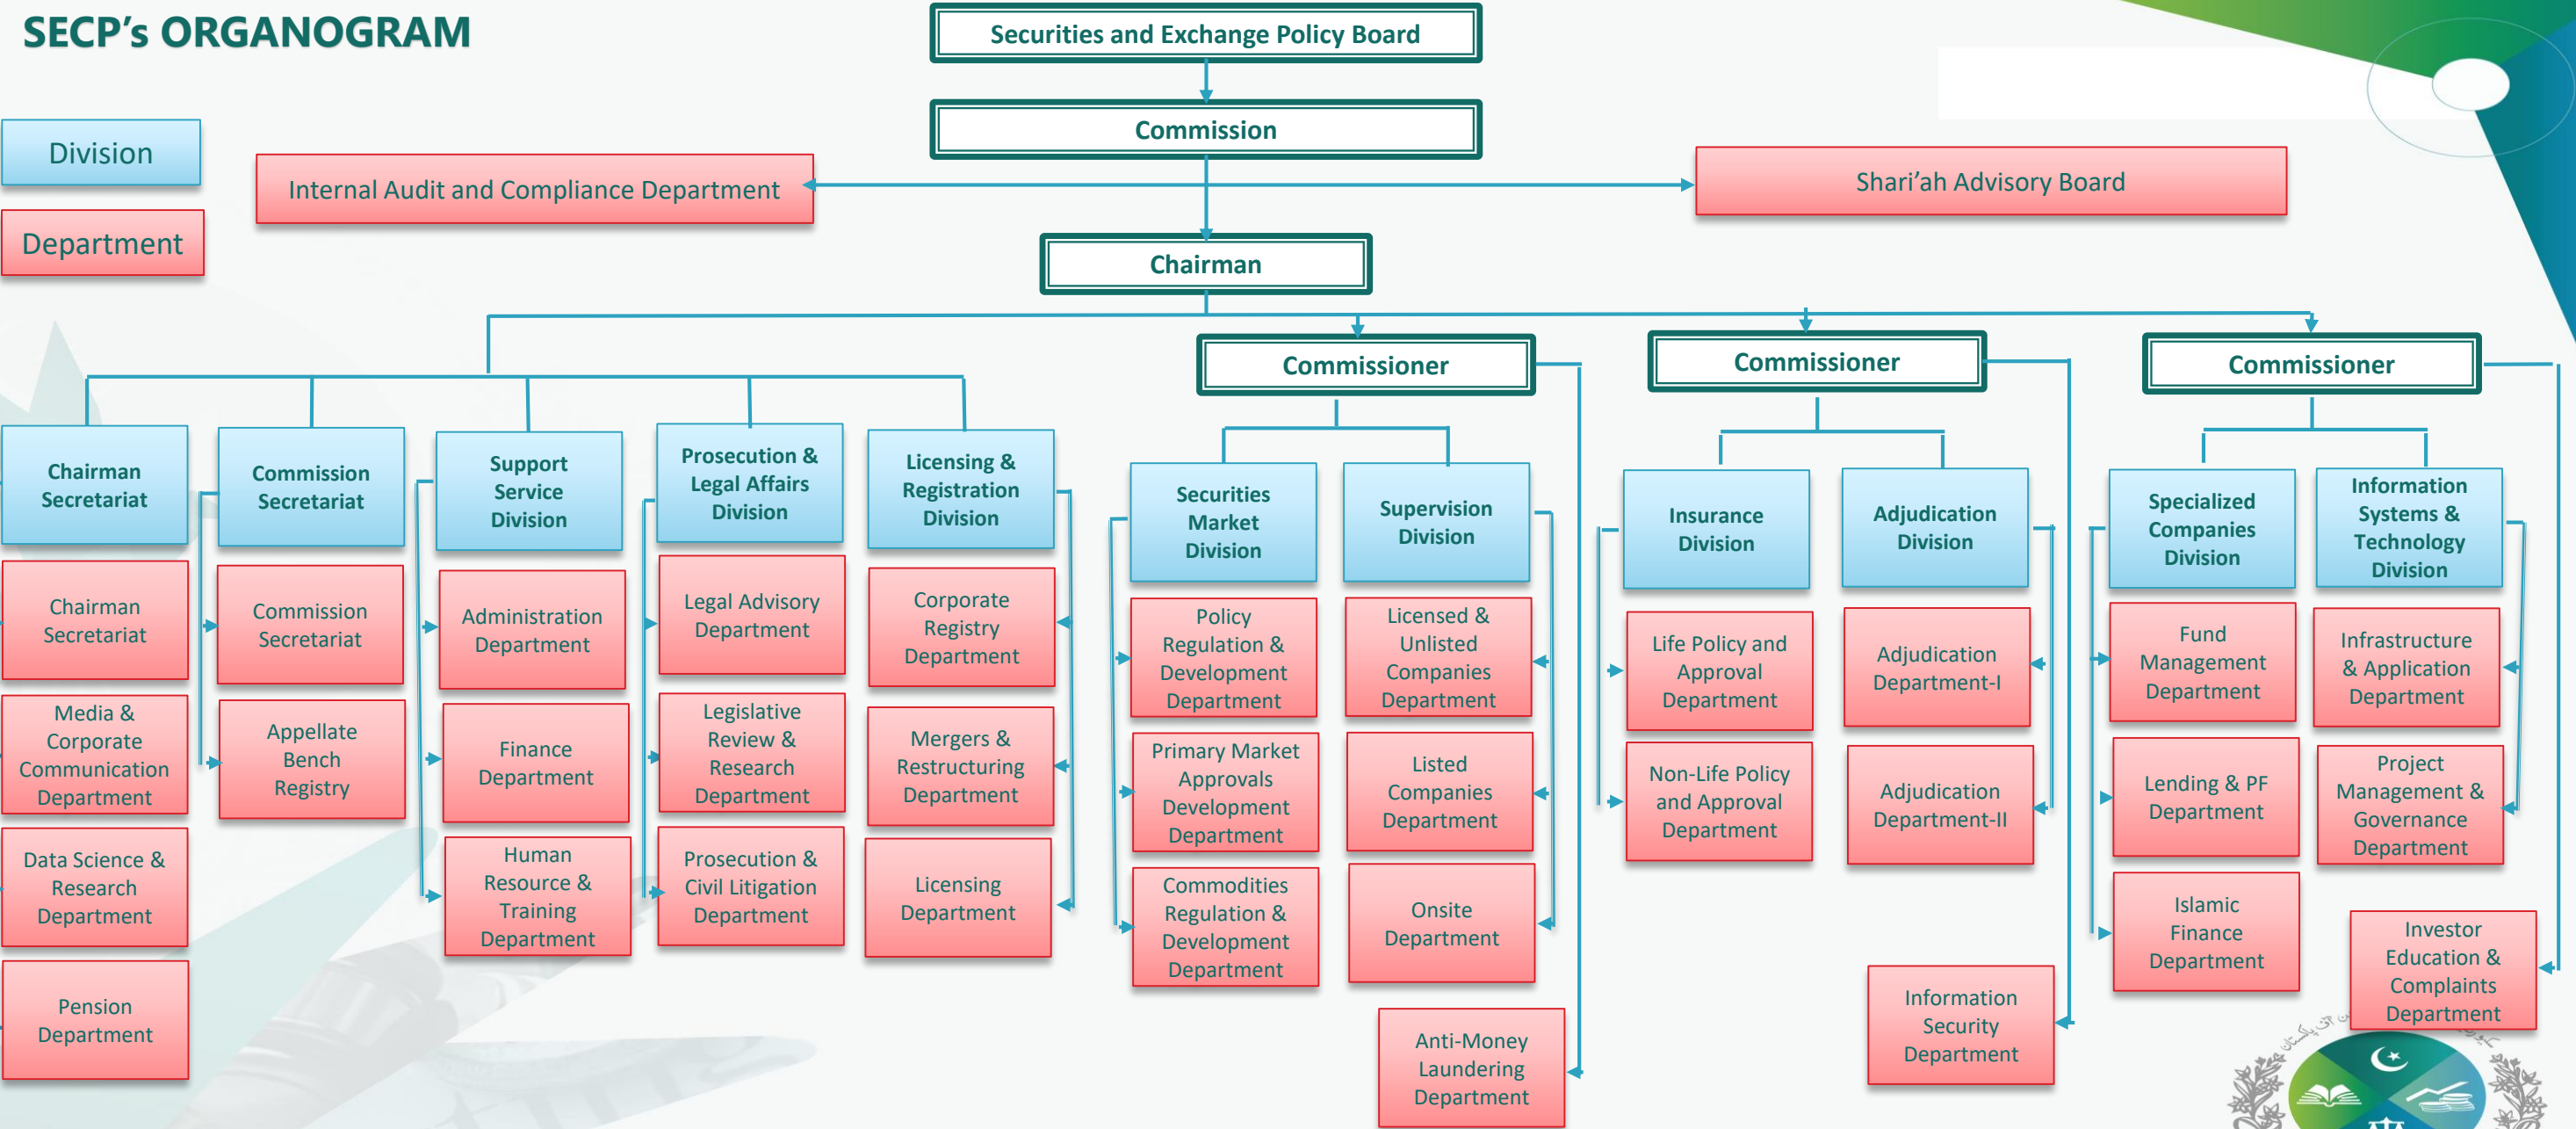 SECP's ORGANOGRAM
Securities and Exchange Policy Board
Commission
Division
Department
Internal Audit and Compliance Department
Shari'ah Advisory Board
Chairman
Commissioner
Commissioner
Commissioner
Chairman
Secretariat
Chairman
Secretariat
Media &
Corporate
Communication
Department
Data Science &
Research
Department
Pension
Department
Commission
Secretariat
Commission
Secretariat
Appellate
Bench
Registry
Support
Service
Division
Administration
Department
Finance
Department
Human
Resource &
Training
Department
Prosecution &
Legal Affairs
Division
Legal Advisory
Department
Legislative
Review &
Research
Department
Prosecution &
Civil Litigation
Department
Licensing &
Registration
Division
Corporate
Registry
Department
Mergers &
Restructuring
Department
Licensing
Department
Securities
Market
Division
Policy
Regulation &
Development
Department
Primary Market
Approvals
Development
Department
Commodities
Regulation &
Development
Department
Supervision
Division
Licensed &
Unlisted
Companies
Department
Listed
Companies
Department
Onsite
Department
Anti-Money
Laundering
Department
Insurance
Division
Life Policy and
Approval
Department
Non-Life Policy
and Approval
Department
Adjudication
Division
Adjudication
Department-I
Adjudication
Department-II
Information
Security
Department
Specialized
Companies
Division
Fund
Management
Department
Lending & PF
Department
Islamic
Finance
Department
Information
Systems &
Technology
Division
Infrastructure
& Application
Department
Project
Management &
Governance
Department
Investor
Education &
Complaints
Department